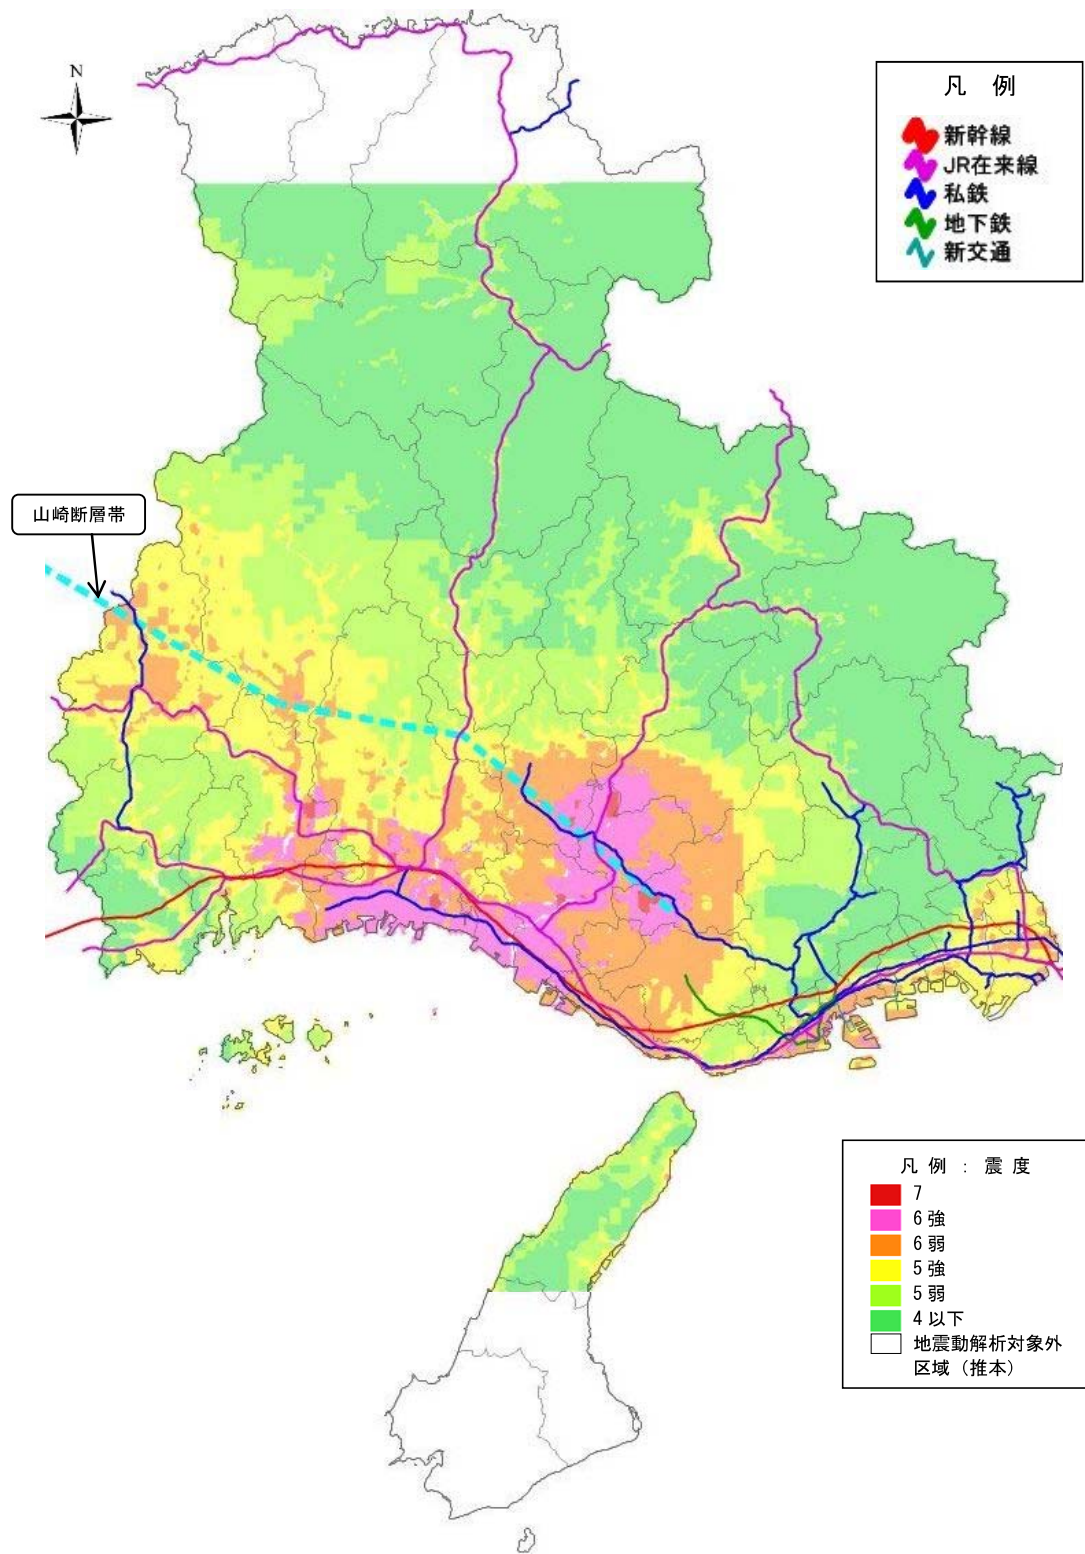 N
凡 例
新幹線
JR在来線
私鉄
地下鉄
新交通
山崎断層帯
凡 例 : 震 度
7
6 強
6 弱
5 強
5 弱
4 以下
地震動解析対象外
区域 (推本)